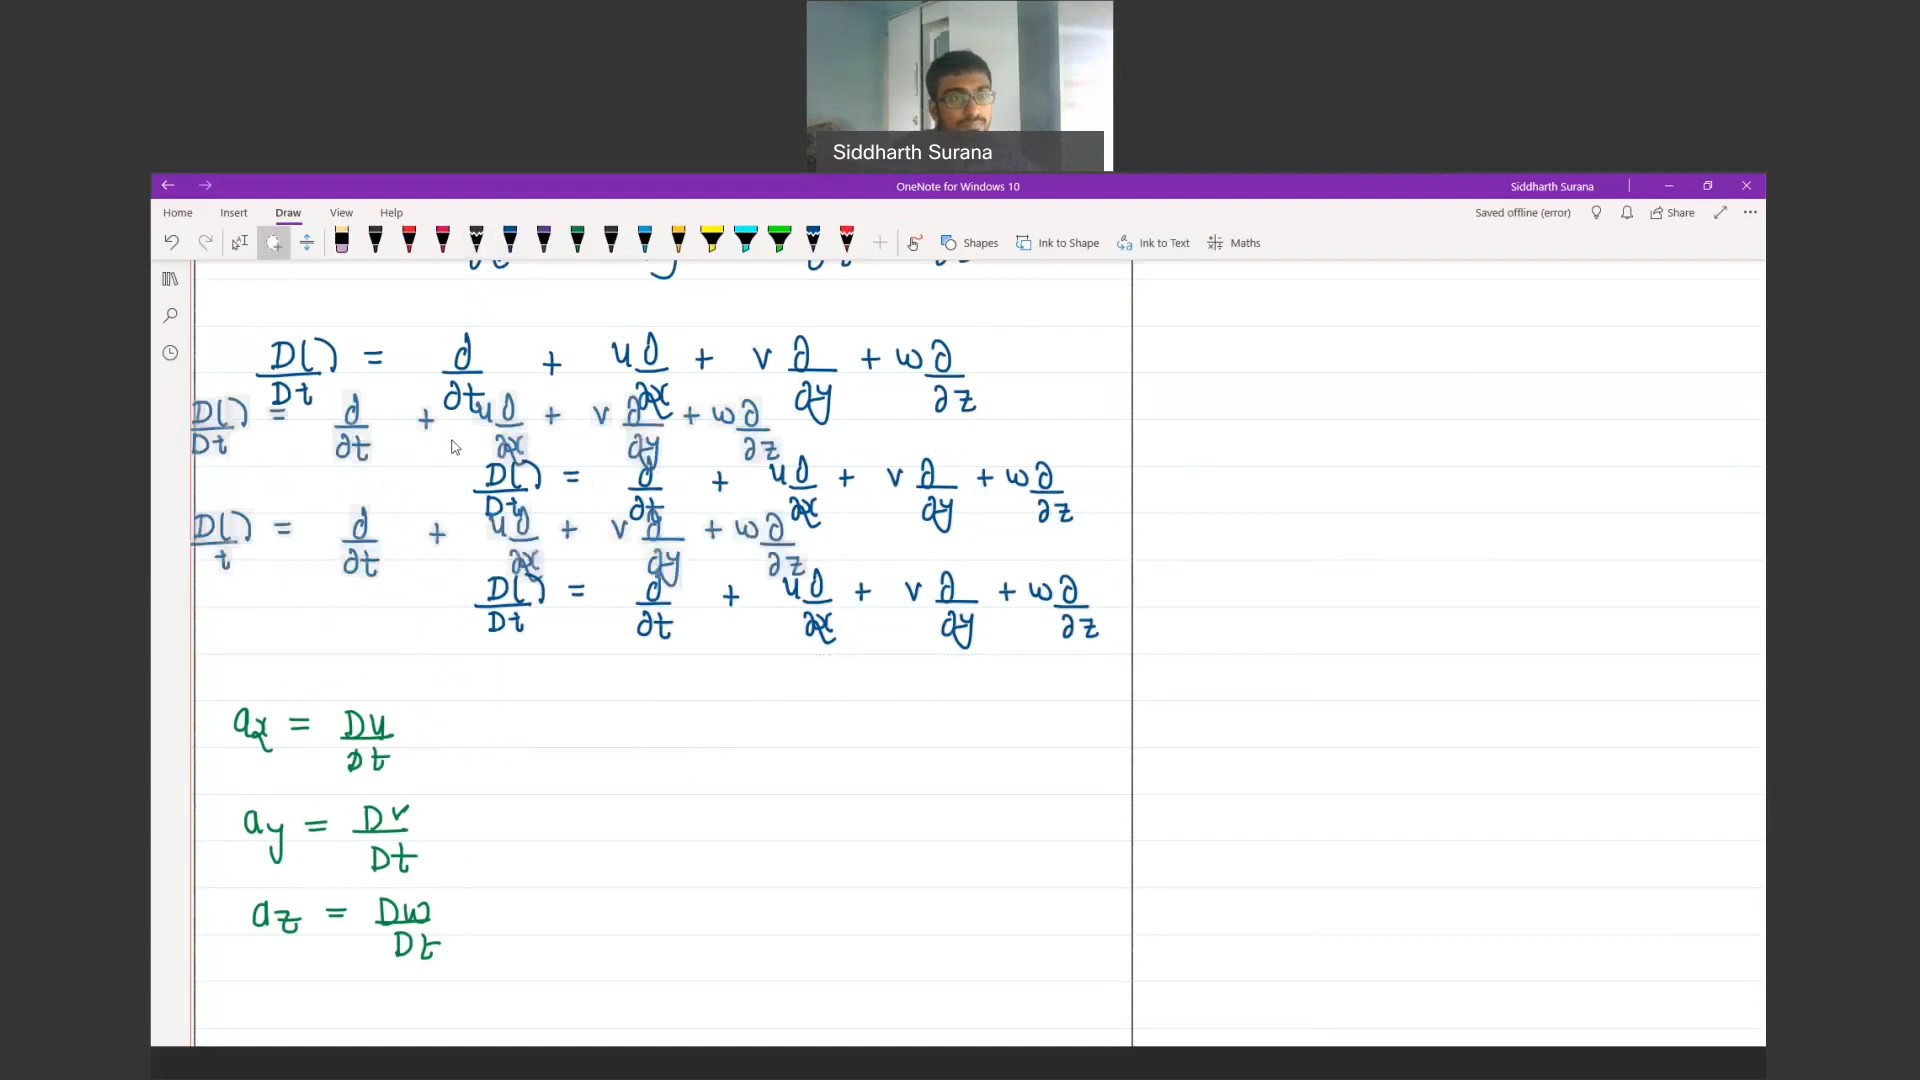 Siddharth Surana
OneNote for Windows 10
Siddharth Surana
Home Insert Draw View Help
Saved offline (error) Share
Shapes Ink to Shape Ink to Text Maths
D( )/Dt = ∂/∂t + u∂/∂x + v∂/∂y + w∂/∂z
D( )/Dt = ∂/∂t + u∂/∂x + v∂/∂y + w∂/∂z
D( )/Dt = ∂/∂t + u∂/∂x + v∂/∂y + w∂/∂z
D( )/t = ∂/∂t + u∂/∂x + v∂/∂y + w∂/∂z
D( )/Dt = ∂/∂t + u∂/∂x + v∂/∂y + w∂/∂z
ax = Du/Dt
ay = Dv/Dt
az = Dw/Dt